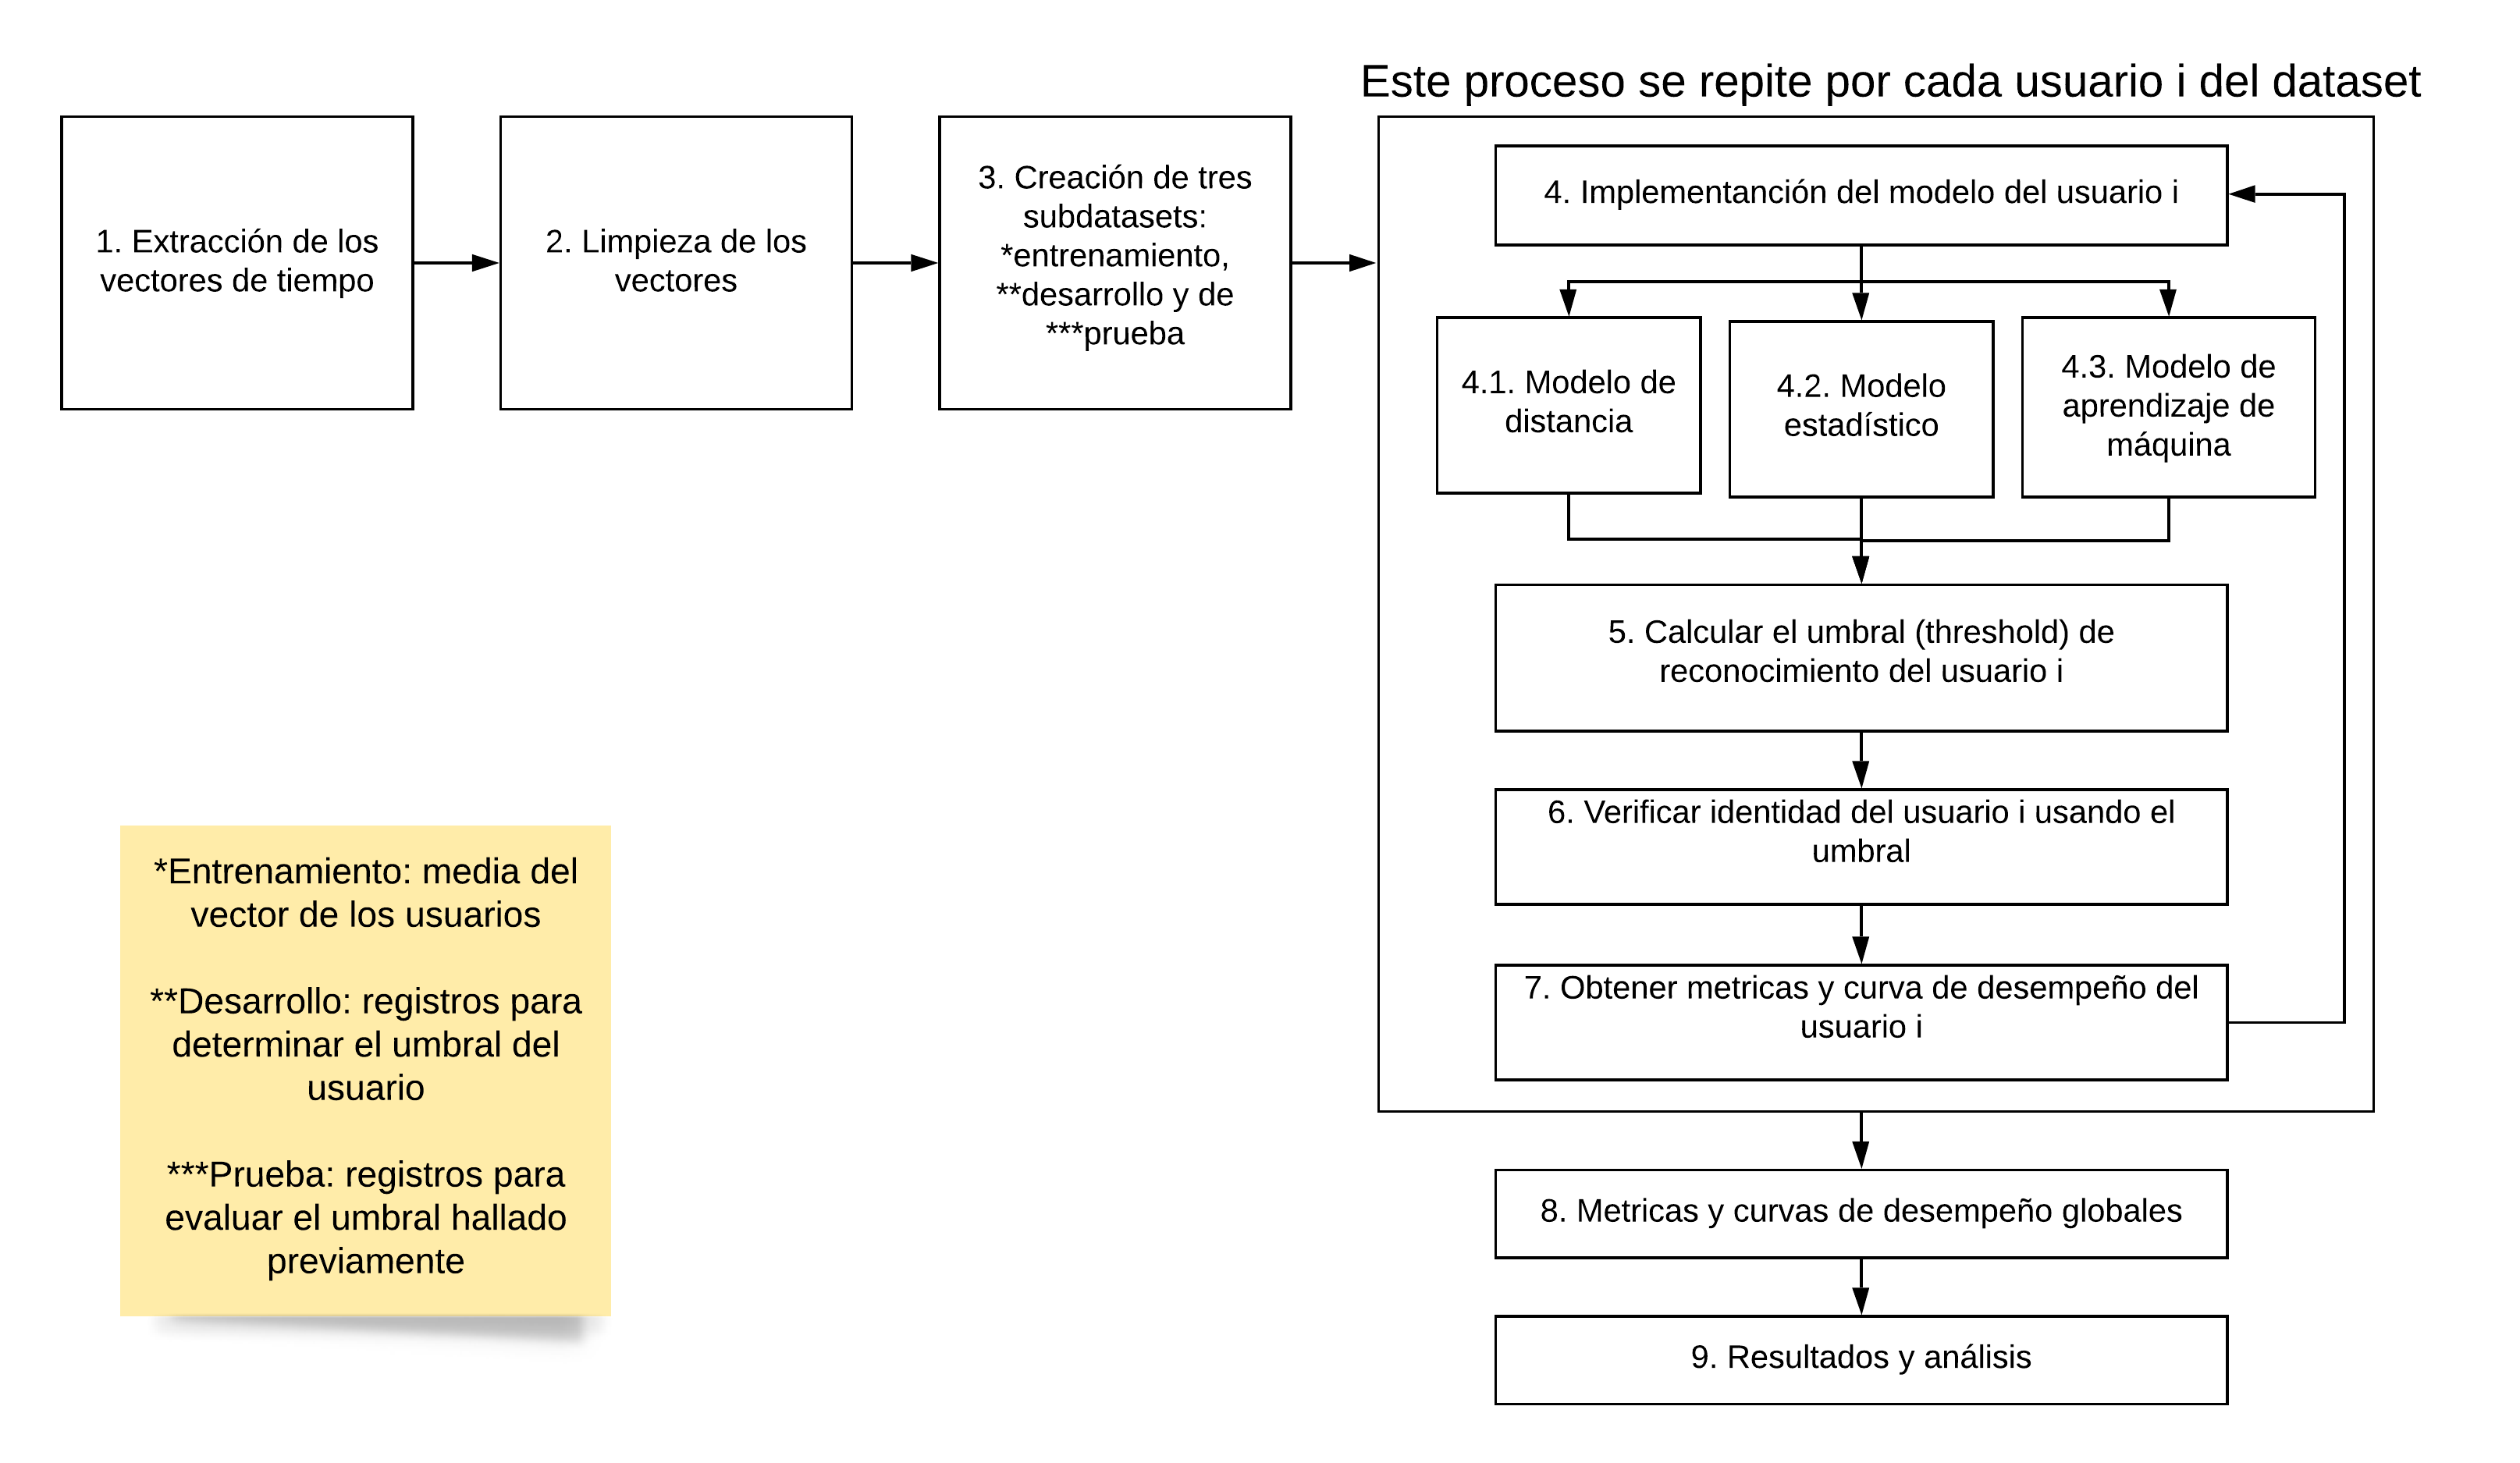 Este proceso se repite por cada usuario i del dataset
1. Extracción de los
vectores de tiempo
2. Limpieza de los
vectores
3. Creación de tres
subdatasets:
*entrenamiento,
**desarrollo y de
***prueba
4. Implementanción del modelo del usuario i
4.1. Modelo de
distancia
4.2. Modelo
estadístico
4.3. Modelo de
aprendizaje de
máquina
5. Calcular el umbral (threshold) de
reconocimiento del usuario i
6. Verificar identidad del usuario i usando el
umbral
7. Obtener metricas y curva de desempeño del
usuario i
8. Metricas y curvas de desempeño globales
9. Resultados y análisis
*Entrenamiento: media del
vector de los usuarios
**Desarrollo: registros para
determinar el umbral del
usuario
***Prueba: registros para
evaluar el umbral hallado
previamente